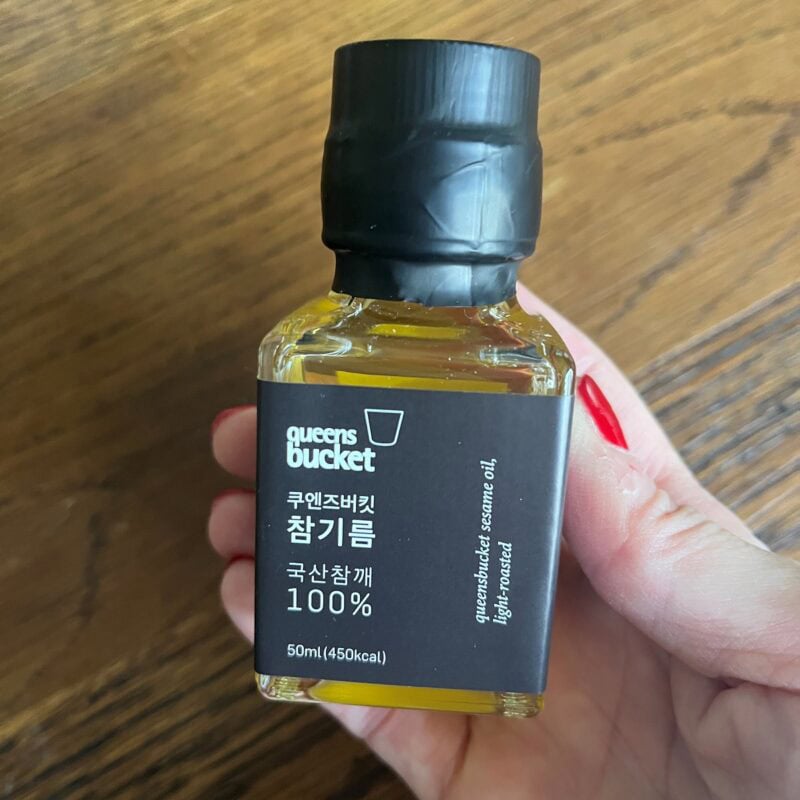 queens
bucket
쿠엔즈버킷
참기름
국산참깨
100%
50ml(450kcal)
queensbucket sesame oil,
light-roasted